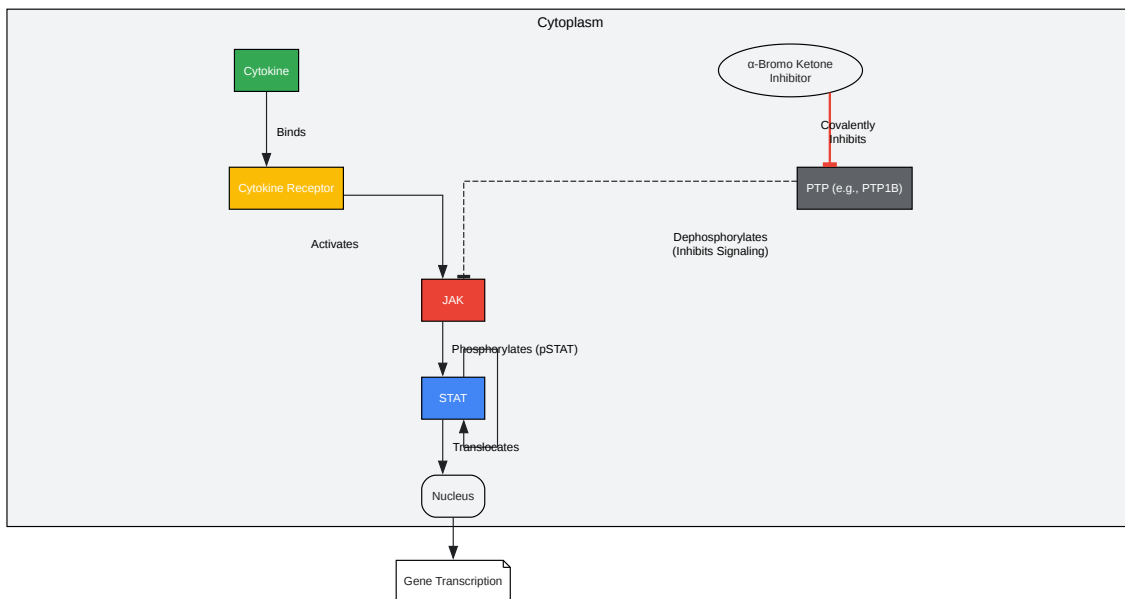 Cytoplasm
Cytokine
α-Bromo Ketone
Inhibitor
Binds
Covalently
Inhibits
Cytokine Receptor
PTP (e.g., PTP1B)
Activates
Dephosphorylates
(Inhibits Signaling)
JAK
Phosphorylates (pSTAT)
STAT
Translocates
Nucleus
Gene Transcription